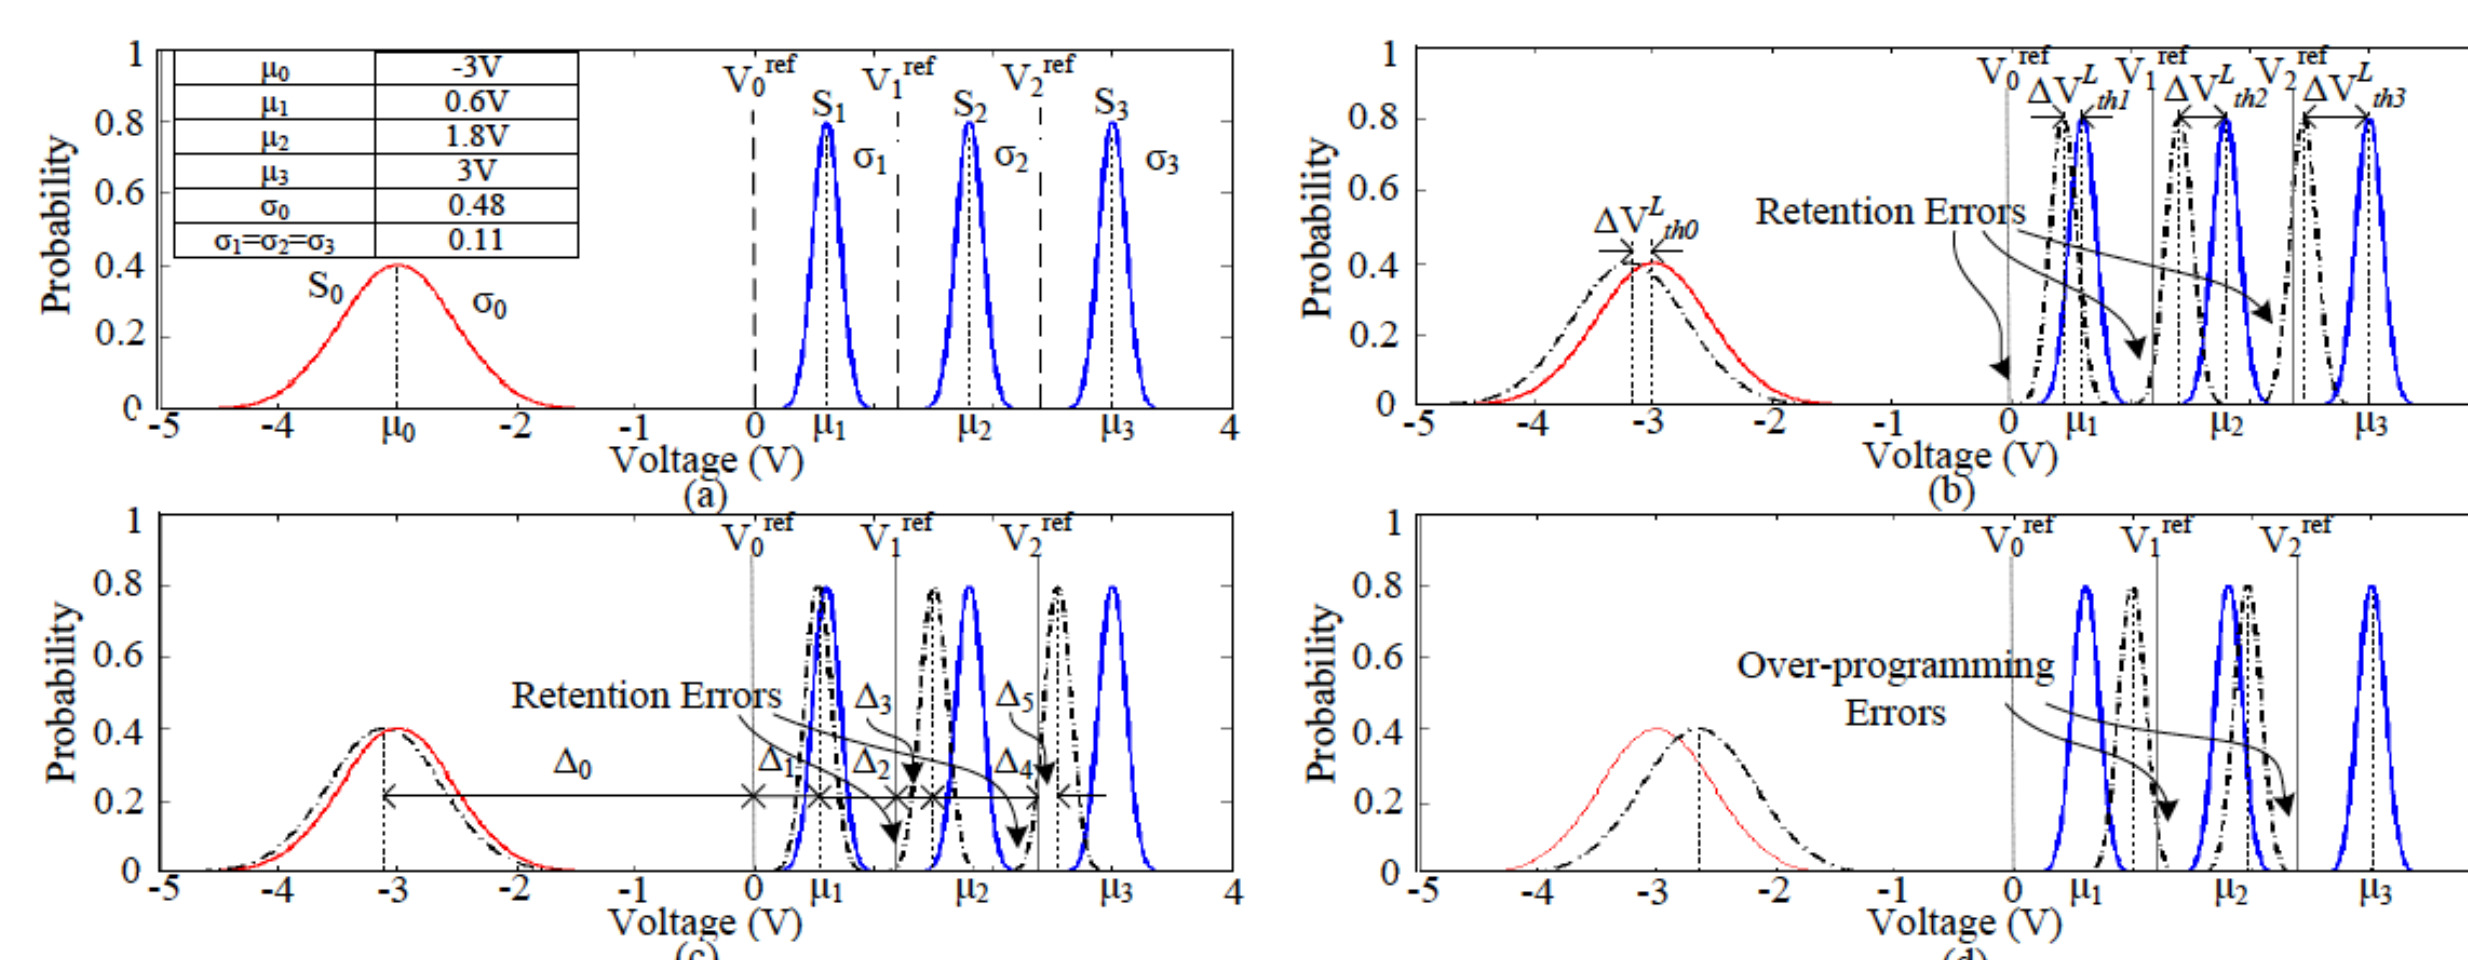 1
0.8
0.6
0.4
0.2
0
Probability
μ₀ -3V
μ₁ 0.6V
μ₂ 1.8V
μ₃ 3V
σ₀ 0.48
σ₁=σ₂=σ₃ 0.11
S₀ σ₀
V₀ʳᵉᶠ V₁ʳᵉᶠ V₂ʳᵉᶠ
S₁ S₂ S₃
σ₁ σ₂ σ₃
-5 -4 μ₀ -2 -1 0 μ₁ μ₂ μ₃ 4
Voltage (V)
(a)
1
0.8
0.6
0.4
0.2
0
Probability
V₀ʳᵉᶠ V₁ʳᵉᶠ V₂ʳᵉᶠ
ΔVᴸth1 ΔVᴸth2 ΔVᴸth3
Retention Errors
ΔVᴸth0
-5 -4 -3 -2 -1 0 μ₁ μ₂ μ₃
Voltage (V)
(b)
1
0.8
0.6
0.4
0.2
0
Probability
V₀ʳᵉᶠ V₁ʳᵉᶠ V₂ʳᵉᶠ
Retention Errors Δ₃ Δ₅
Δ₀ Δ₁ Δ₂ Δ₄
-5 -4 -3 -2 -1 0 μ₁ μ₂ μ₃ 4
Voltage (V)
(c)
1
0.8
0.6
0.4
0.2
0
Probability
V₀ʳᵉᶠ V₁ʳᵉᶠ V₂ʳᵉᶠ
Over-programming
Errors
-5 -4 -3 -2 -1 0 μ₁ μ₂ μ₃
Voltage (V)
(d)